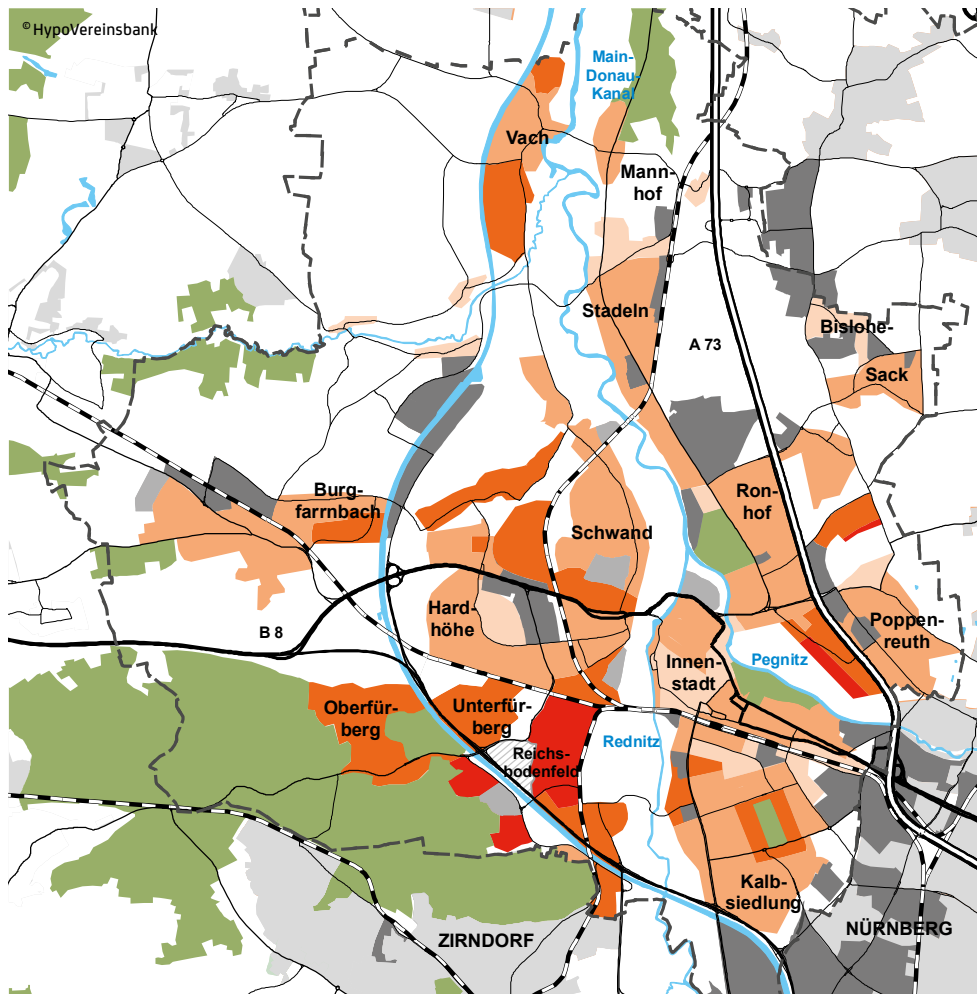 © HypoVereinsbank
Main-
Donau-
Kanal
Vach
Mann-
hof
Stadeln
A 73
Bislohe-
Sack
Burg-
farrnbach
Ron-
hof
Schwand
Hard-
höhe
B 8
Poppen-
reuth
Innen-
stadt
Pegnitz
Oberfür-
berg
Unterfür-
berg
Rednitz
Reichs-
bodenfeld
Kalb-
siedlung
ZIRNDORF
NÜRNBERG